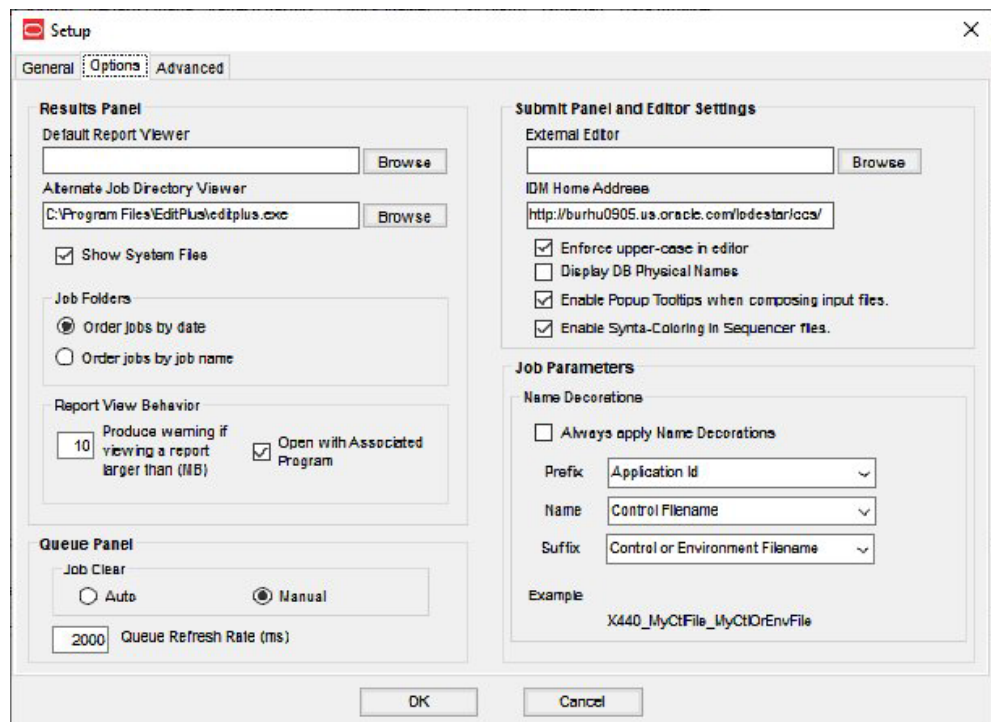 Setup
General Options Advanced
Results Panel
Default Report Viewer
Browse
Alternate Job Directory Viewer
C:\Program Files\EditPlus\editplus.exe Browse
Show System Files
Job Folders
Order jobs by date
Order jobs by job name
Report View Behavior
10
Produce warning if
viewing a report
larger than (MB)
Open with Associated
Program
Queue Panel
Job Clear
Auto Manual
2000 Queue Refresh Rate (ms)
Submit Panel and Editor Settings
External Editor
Browse
IDM Home Address
http://burhu0905.us.oracle.com/lodestar/ccs/
Enforce upper-case in editor
Display DB Physical Names
Enable Popup Tooltips when composing input files.
Enable Synta-Coloring in Sequencer files.
Job Parameters
Name Decorations
Always apply Name Decorations
Prefix Application Id
Name Control Filename
Suffix Control or Environment Filename
Example
X440_MyCtlFile_MyCtlOrEnvFile
OK Cancel